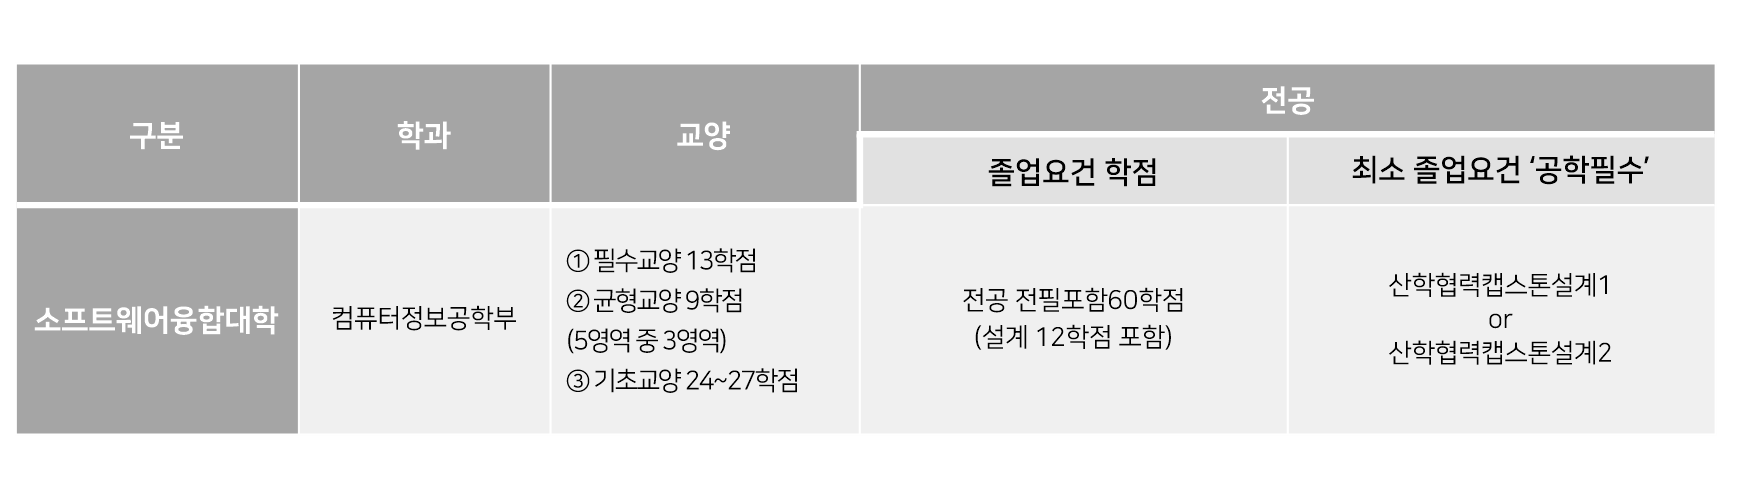 구분
학과
교양
전공
졸업요건 학점
최소 졸업요건 ‘공학필수’
소프트웨어융합대학
컴퓨터정보공학부
① 필수교양 13학점
② 균형교양 9학점
(5영역 중 3영역)
③ 기초교양 24~27학점
전공 전필포함60학점
(설계 12학점 포함)
산학협력캡스톤설계1
or
산학협력캡스톤설계2